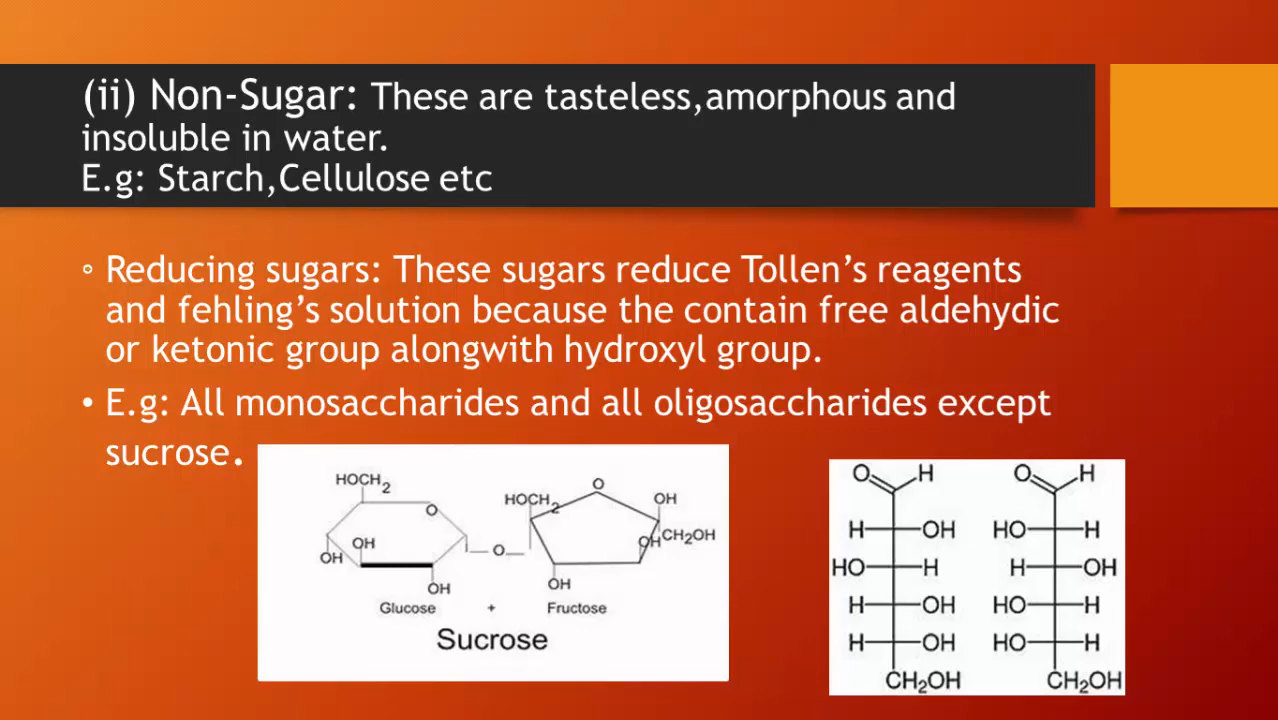 (ii) Non-Sugar: These are tasteless,amorphous and
insoluble in water.
E.g: Starch,Cellulose etc
◦ Reducing sugars: These sugars reduce Tollen’s reagents
and fehling’s solution because the contain free aldehydic
or ketonic group alongwith hydroxyl group.
• E.g: All monosaccharides and all oligosaccharides except
sucrose.
HOCH2 O OH OH OH
O
HOCH2 O OH CH2OH OH OH
Glucose + Fructose
Sucrose
O H O H
H OH HO H
HO H H OH
H OH HO H
H OH HO H
CH2OH CH2OH